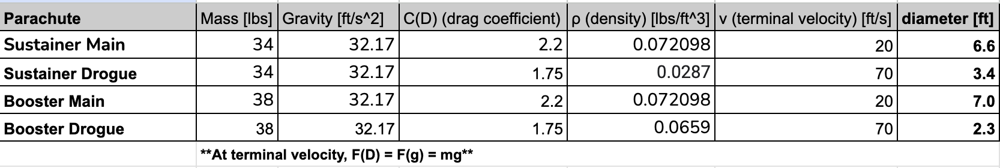 Parachute Mass [lbs] Gravity [ft/s^2] C(D) (drag coefficient) ρ (density) [lbs/ft^3] v (terminal velocity) [ft/s] diameter [ft]
Sustainer Main 34 32.17 2.2 0.072098 20 6.6
Sustainer Drogue 34 32.17 1.75 0.0287 70 3.4
Booster Main 38 32.17 2.2 0.072098 20 7.0
Booster Drogue 38 32.17 1.75 0.0659 70 2.3
**At terminal velocity, F(D) = F(g) = mg**